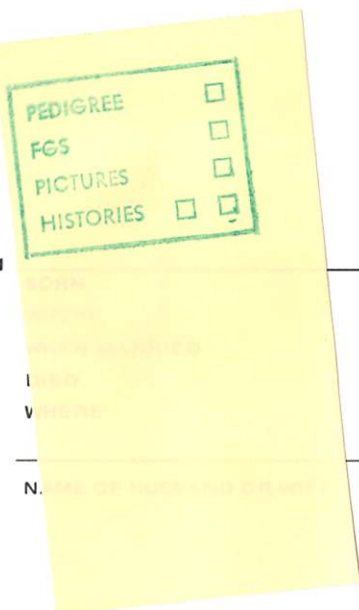 PEDIGREE
FGS
PICTURES
HISTORIES
BORN
WHERE
WHEN MARRIED
DIED
WHERE
NAME OF HUSBAND OR WIFE